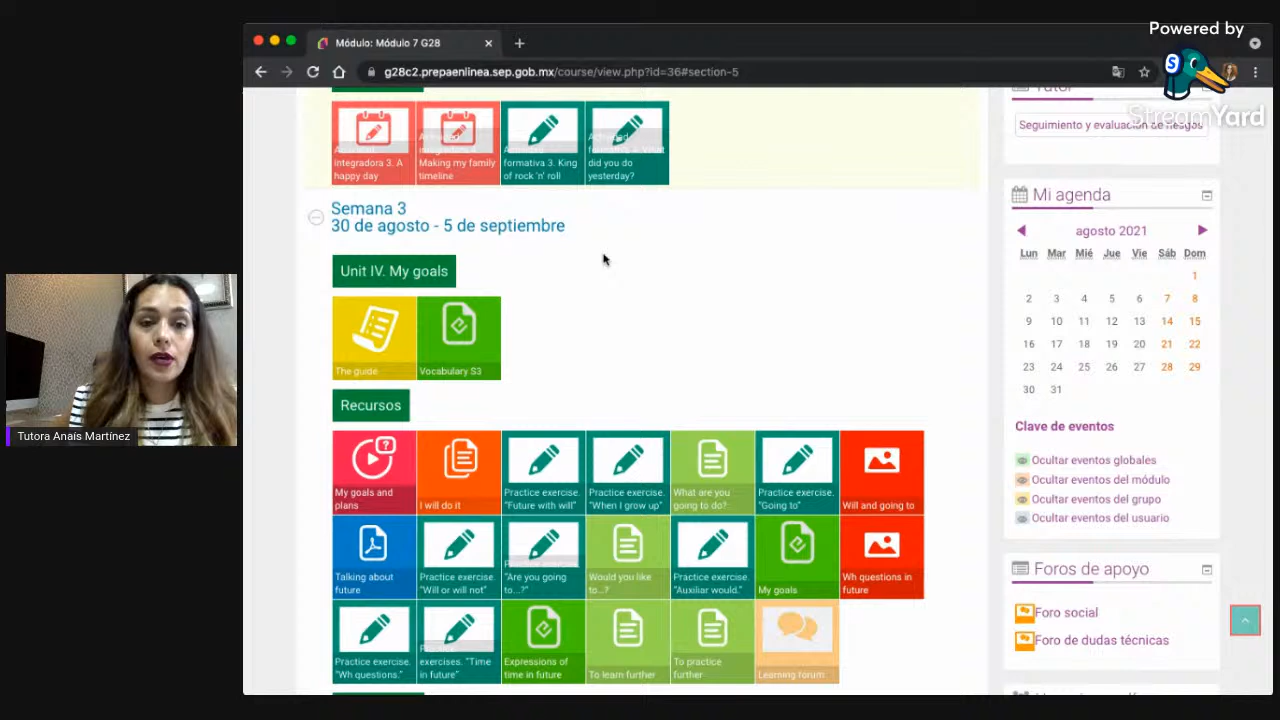 Powered by
StreamYard
Módulo: Módulo 7 G28
g28c2.prepaenlinea.sep.gob.mx/course/view.php?id=36#section-5
Tutor
Seguimiento y evaluación de riesgos
Integradora 3. A
happy day
Making my family
timeline
formativa 3. King
of rock 'n' roll
did you do
yesterday?
Semana 3
30 de agosto - 5 de septiembre
Unit IV. My goals
The guide
Vocabulary S3
Recursos
My goals and
plans
I will do it
Practice exercise.
"Future with will"
Practice exercise.
"When I grow up"
What are you
going to do?
Practice exercise.
"Going to"
Will and going to
Talking about
future
Practice exercise.
"Will or will not"
"Are you going
to...?"
Would you like
to...?
Practice exercise.
"Auxiliar would."
My goals
Wh questions in
future
Practice exercise.
"Wh questions."
exercises. "Time
in future"
Expressions of
time in future
To learn further
To practice
further
Learning forum
Mi agenda
agosto 2021
Lun Mar Mié Jue Vie Sáb Dom
1
2 3 4 5 6 7 8
9 10 11 12 13 14 15
16 17 18 19 20 21 22
23 24 25 26 27 28 29
30 31
Clave de eventos
Ocultar eventos globales
Ocultar eventos del módulo
Ocultar eventos del grupo
Ocultar eventos del usuario
Foros de apoyo
Foro social
Foro de dudas técnicas
Tutora Anaís Martínez